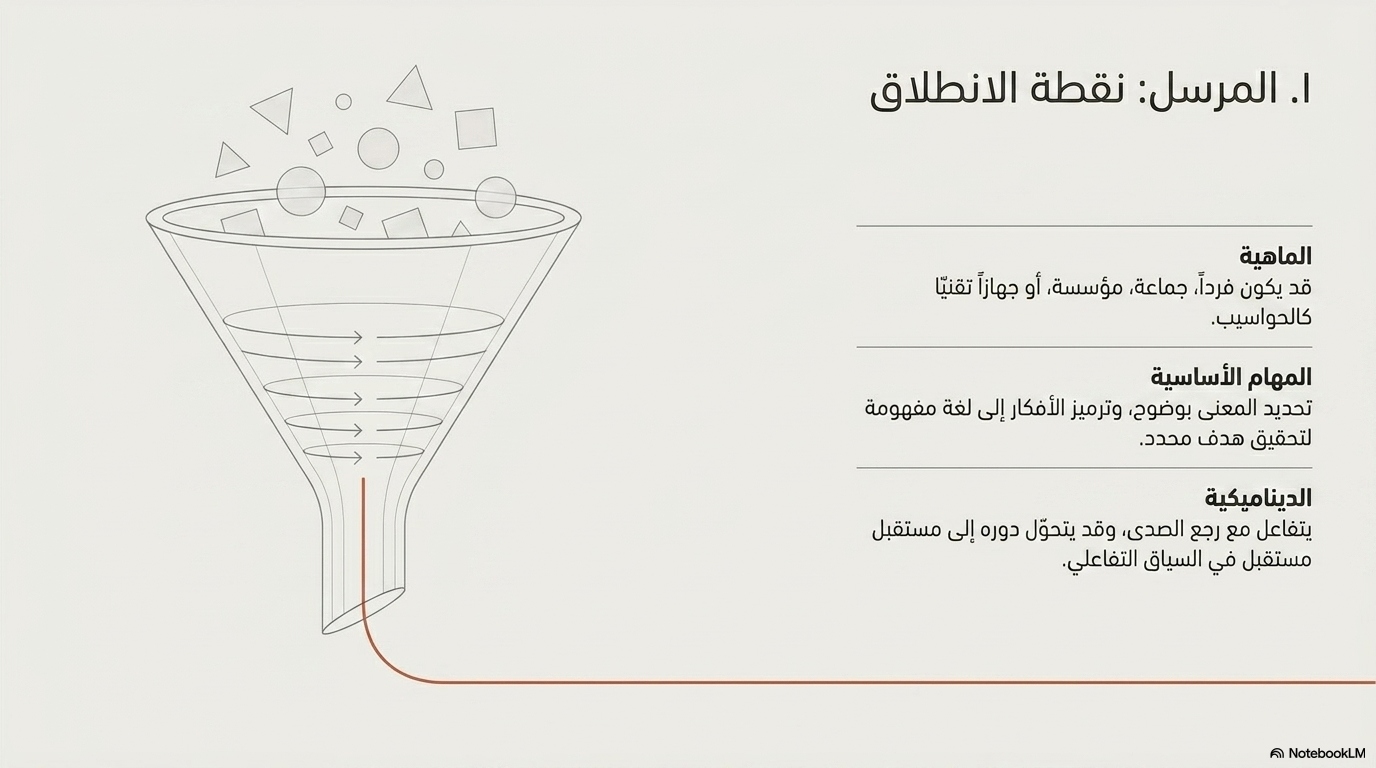 ١. المرسل: نقطة الانطلاق
الماهية
قد يكون فرداً، جماعة، مؤسسة، أو جهازاً تقنيّا
كالحواسيب.
المهام الأساسية
تحديد المعنى بوضوح، وترميز الأفكار إلى لغة مفهومة
لتحقيق هدف محدد.
الديناميكية
يتفاعل مع رجع الصدى، وقد يتحوّل دوره إلى مستقبل
مستقبل في السياق التفاعلي.
NotebookLM